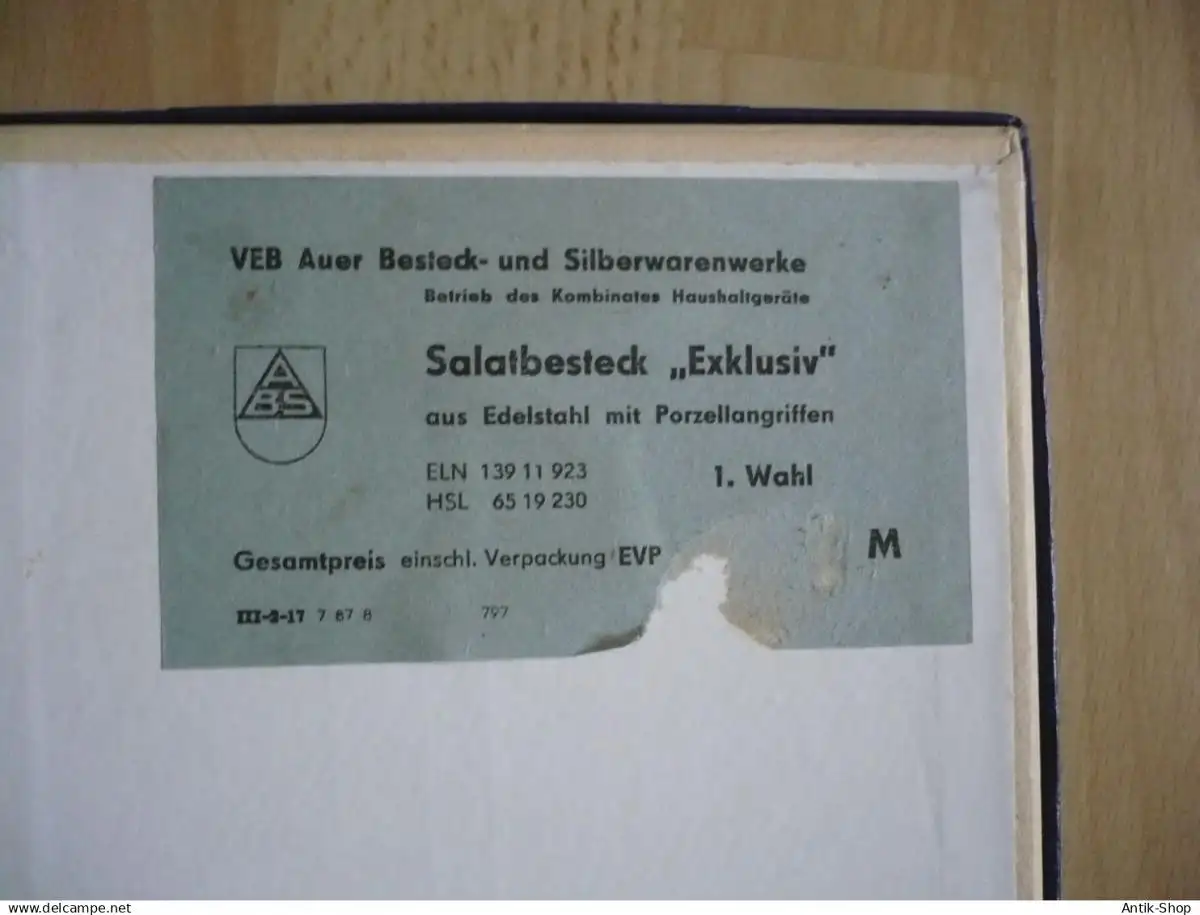 VEB Auer Besteck- und Silberwarenwerke
Betrieb des Kombinates Haushaltgeräte
ABS
Salatbesteck „Exklusiv"
aus Edelstahl mit Porzellangriffen
ELN 139 11 923
1. Wahl
HSL 65 19 230
M
Gesamtpreis einschl. Verpackung EVP
III-2-17 7 87 8 797
www.delcampe.net
Antik-Shop